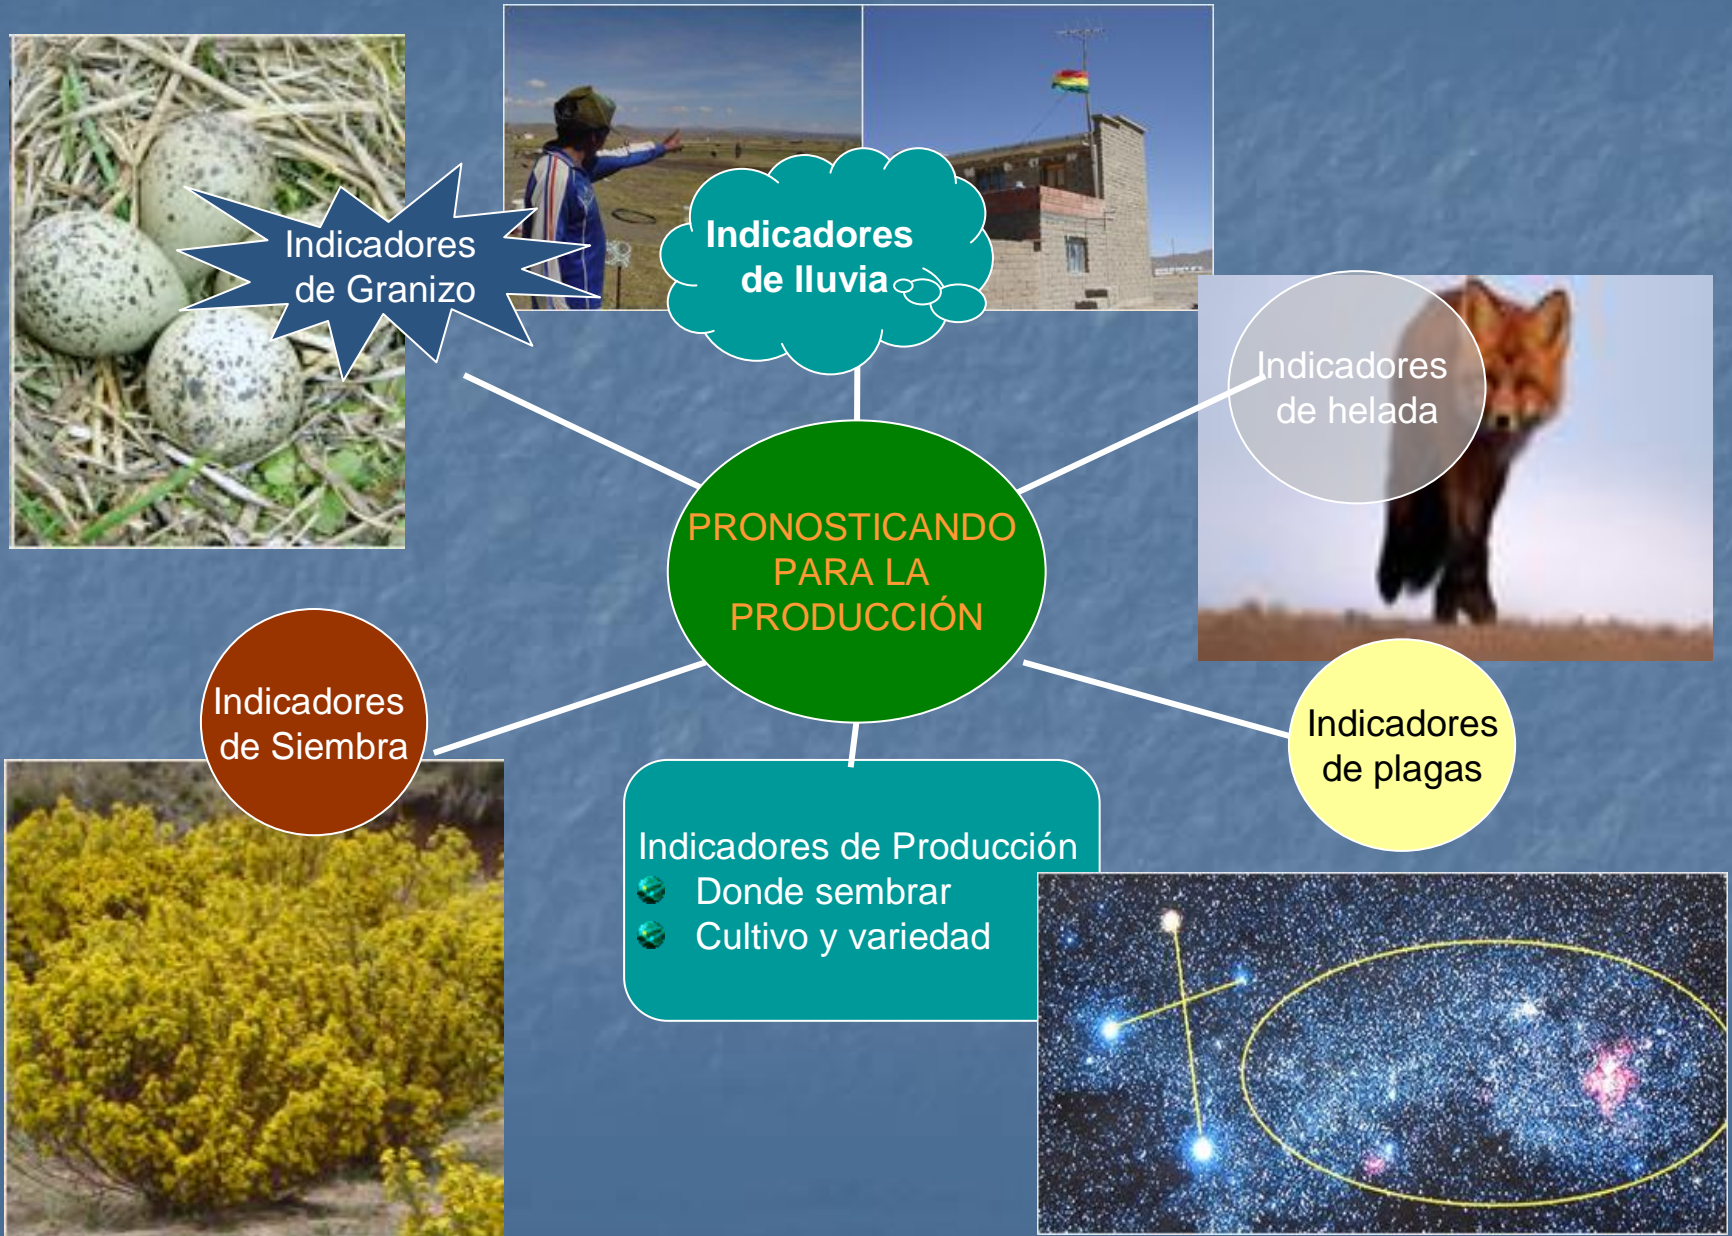 Indicadores
de Granizo
Indicadores
de lluvia
Indicadores
de helada
PRONOSTICANDO
PARA LA
PRODUCCIÓN
Indicadores
de Siembra
Indicadores
de plagas
Indicadores de Producción
Donde sembrar
Cultivo y variedad